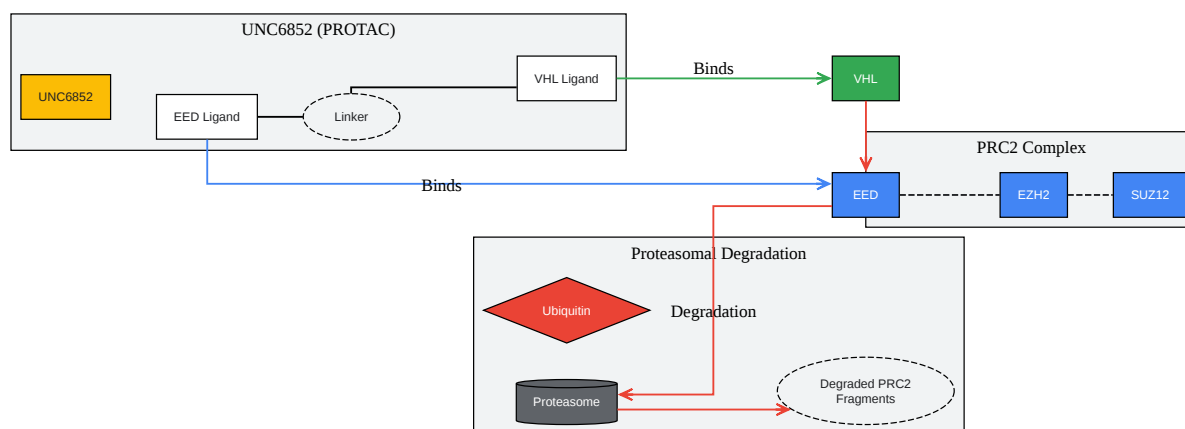 UNC6852 (PROTAC)
UNC6852
EED Ligand
Linker
VHL Ligand
Binds
VHL
Binds
PRC2 Complex
EED
EZH2
SUZ12
Proteasomal Degradation
Ubiquitin
Degradation
Proteasome
Degraded PRC2
Fragments